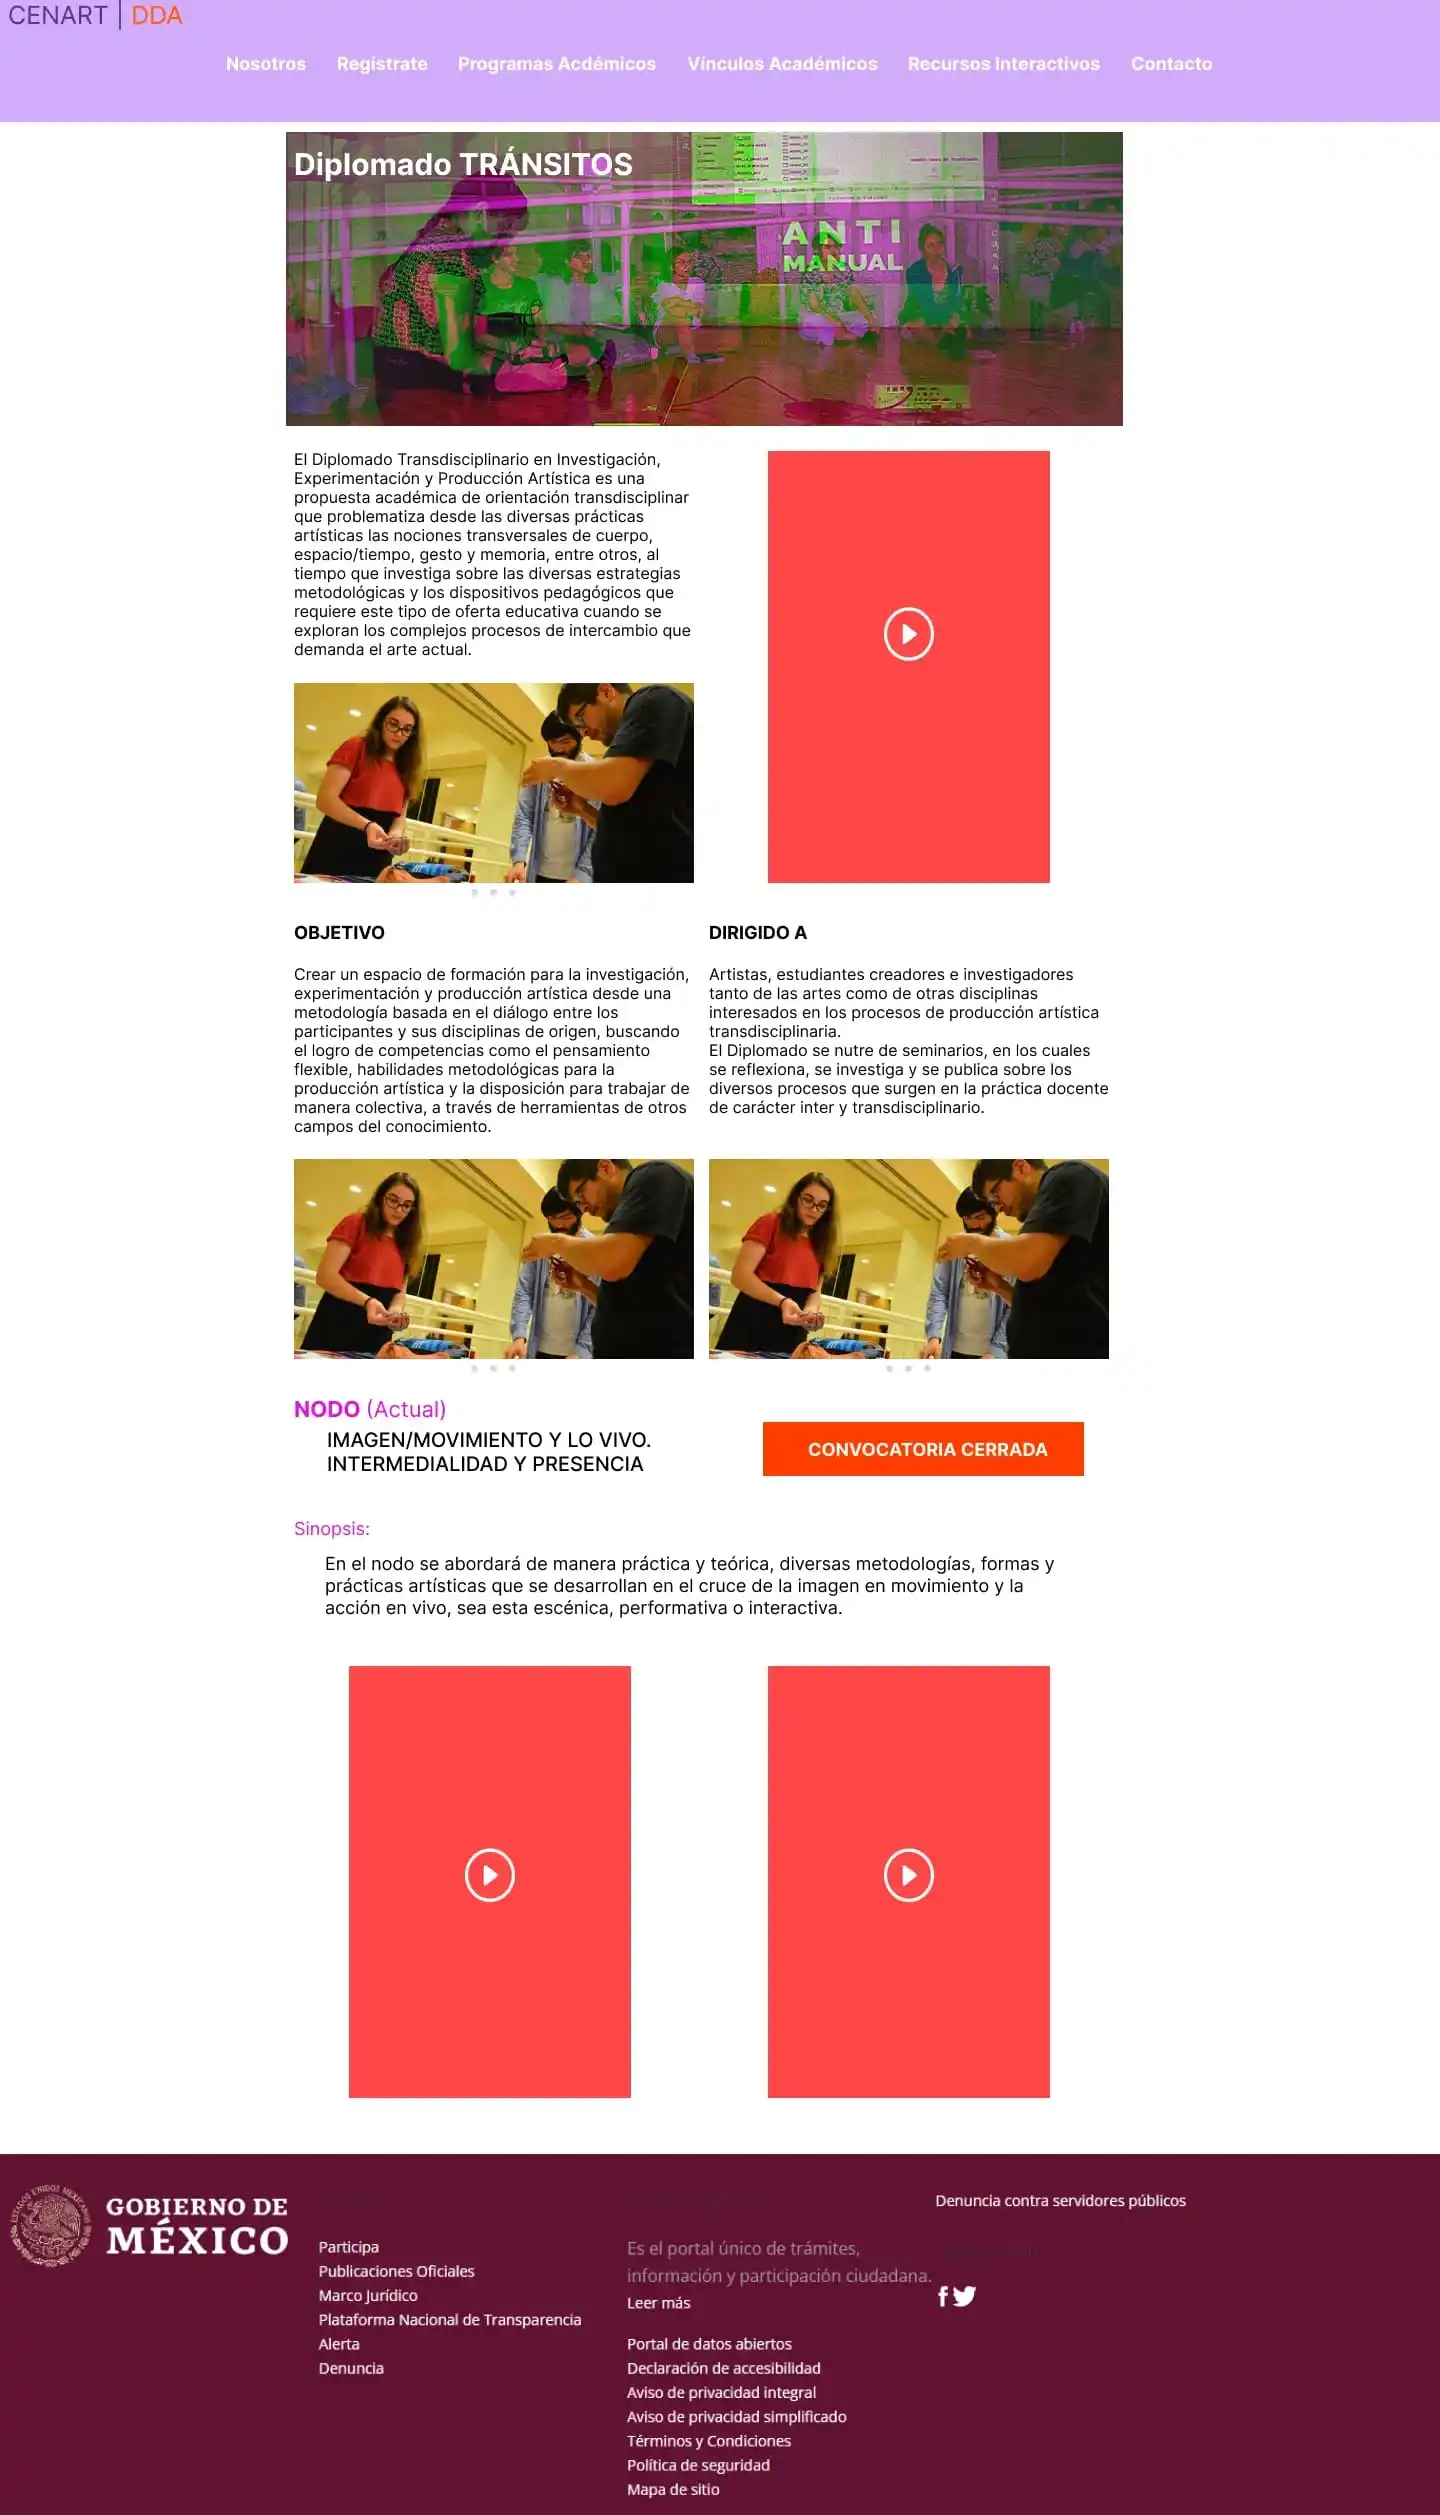 CENART | DDA
Nosotros
Regístrate
Programas Acdémicos
Vínculos Académicos
Recursos Interactivos
Contacto
Diplomado TRÁNSITOS
ANTI
MANUAL
El Diplomado Transdisciplinario en Investigación,
Experimentación y Producción Artística es una
propuesta académica de orientación transdisciplinar
que problematiza desde las diversas prácticas
artísticas las nociones transversales de cuerpo,
espacio/tiempo, gesto y memoria, entre otros, al
tiempo que investiga sobre las diversas estrategias
metodológicas y los dispositivos pedagógicos que
requiere este tipo de oferta educativa cuando se
exploran los complejos procesos de intercambio que
demanda el arte actual.
OBJETIVO
Crear un espacio de formación para la investigación,
experimentación y producción artística desde una
metodología basada en el diálogo entre los
participantes y sus disciplinas de origen, buscando
el logro de competencias como el pensamiento
flexible, habilidades metodológicas para la
producción artística y la disposición para trabajar de
manera colectiva, a través de herramientas de otros
campos del conocimiento.
DIRIGIDO A
Artistas, estudiantes creadores e investigadores
tanto de las artes como de otras disciplinas
interesados en los procesos de producción artística
transdisciplinaria.
El Diplomado se nutre de seminarios, en los cuales
se reflexiona, se investiga y se publica sobre los
diversos procesos que surgen en la práctica docente
de carácter inter y transdisciplinario.
NODO (Actual)
IMAGEN/MOVIMIENTO Y LO VIVO.
INTERMEDIALIDAD Y PRESENCIA
CONVOCATORIA CERRADA
Sinopsis:
En el nodo se abordará de manera práctica y teórica, diversas metodologías, formas y
prácticas artísticas que se desarrollan en el cruce de la imagen en movimiento y la
acción en vivo, sea esta escénica, performativa o interactiva.
GOBIERNO DE
MÉXICO
Participa
Publicaciones Oficiales
Marco Jurídico
Plataforma Nacional de Transparencia
Alerta
Denuncia
Es el portal único de trámites,
información y participación ciudadana.
Leer más
Portal de datos abiertos
Declaración de accesibilidad
Aviso de privacidad integral
Aviso de privacidad simplificado
Términos y Condiciones
Política de seguridad
Mapa de sitio
Denuncia contra servidores públicos